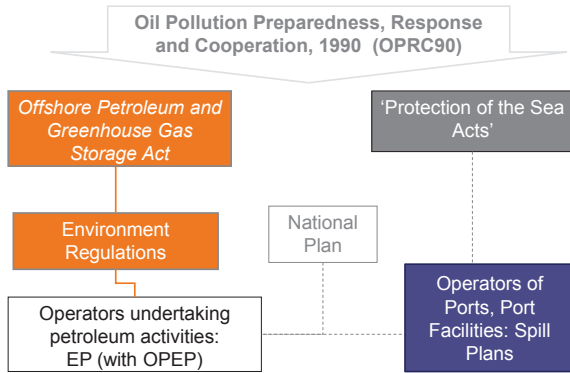 Oil Pollution Preparedness, Response
and Cooperation, 1990 (OPRC90)
Offshore Petroleum and
Greenhouse Gas
Storage Act
‘Protection of the Sea
Acts’
Environment
Regulations
National
Plan
Operators undertaking
petroleum activities:
EP (with OPEP)
Operators of
Ports, Port
Facilities: Spill
Plans